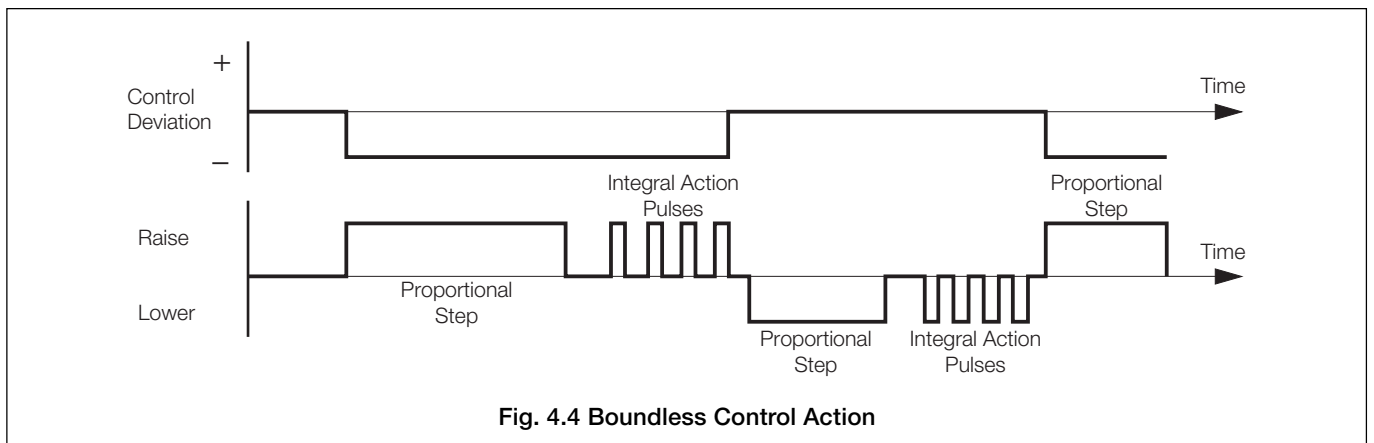 +
Control
Deviation
−
Time
Integral Action
Pulses
Proportional
Step
Raise
Lower
Time
Proportional
Step
Proportional
Step
Integral Action
Pulses
Fig. 4.4 Boundless Control Action